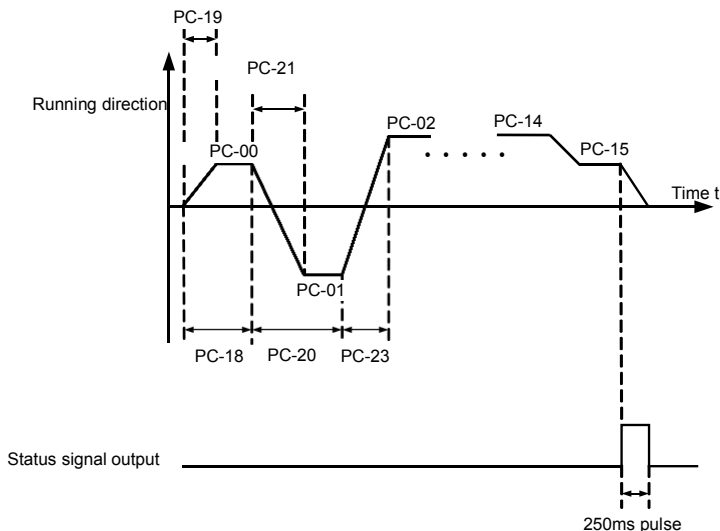 PC-19
PC-21
Running direction
PC-00
PC-02
PC-14
PC-15
Time t
PC-01
PC-18
PC-20
PC-23
Status signal output
250ms pulse